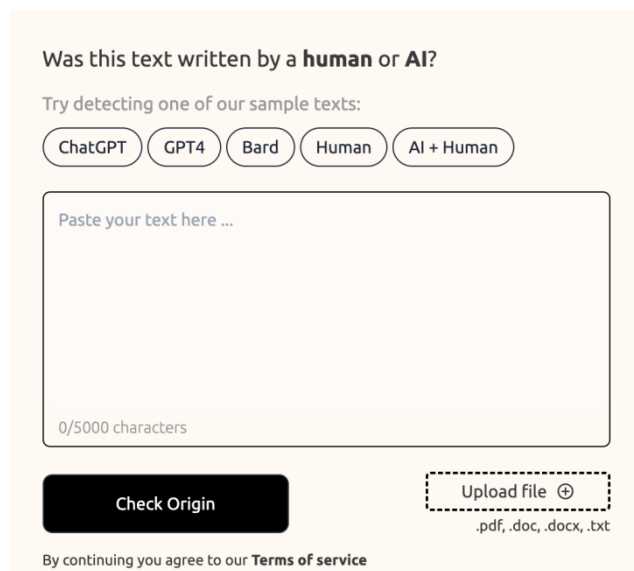 Was this text written by a human or AI?
Try detecting one of our sample texts:
ChatGPT GPT4 Bard Human AI + Human
Paste your text here ...
0/5000 characters
Check Origin
Upload file
.pdf, .doc, .docx, .txt
By continuing you agree to our Terms of service